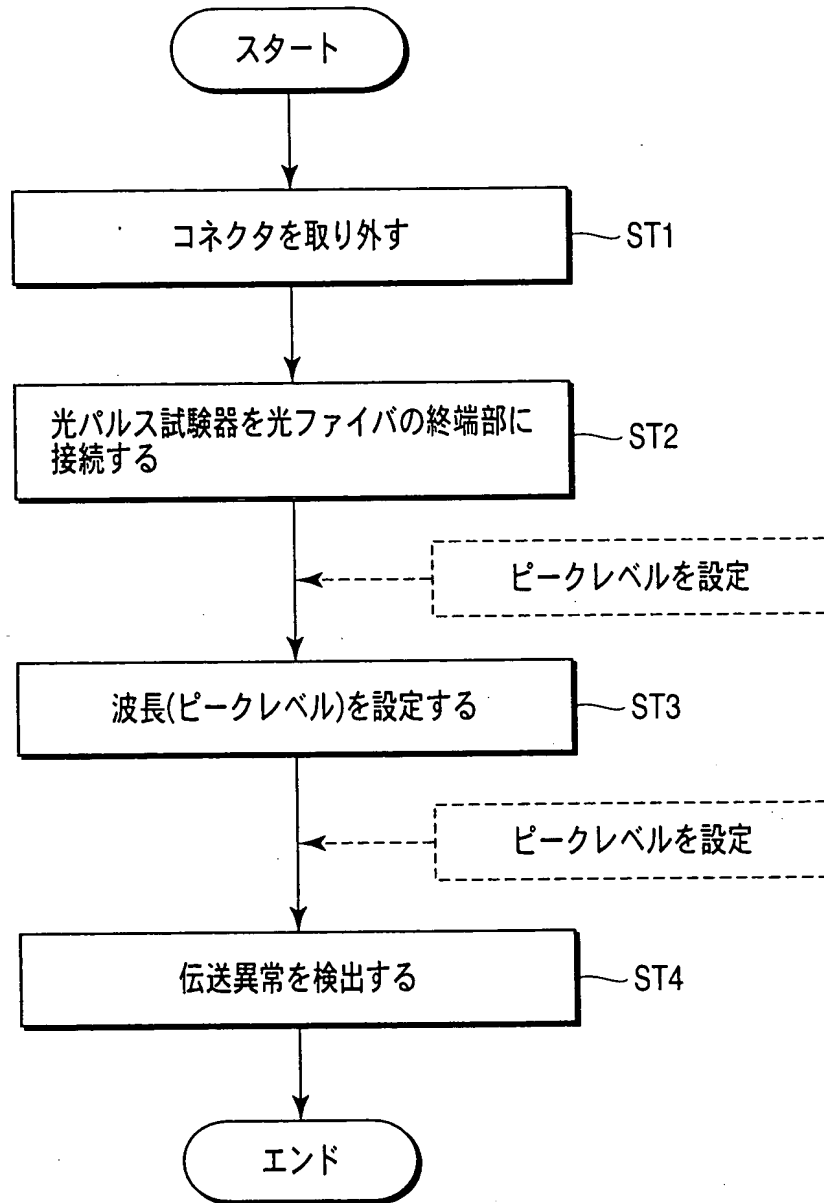 スタート
コネクタを取り外す
ST1
光パルス試験器を光ファイバの終端部に
接続する
ST2
ピークレベルを設定
波長(ピークレベル)を設定する
ST3
ピークレベルを設定
伝送異常を検出する
ST4
エンド